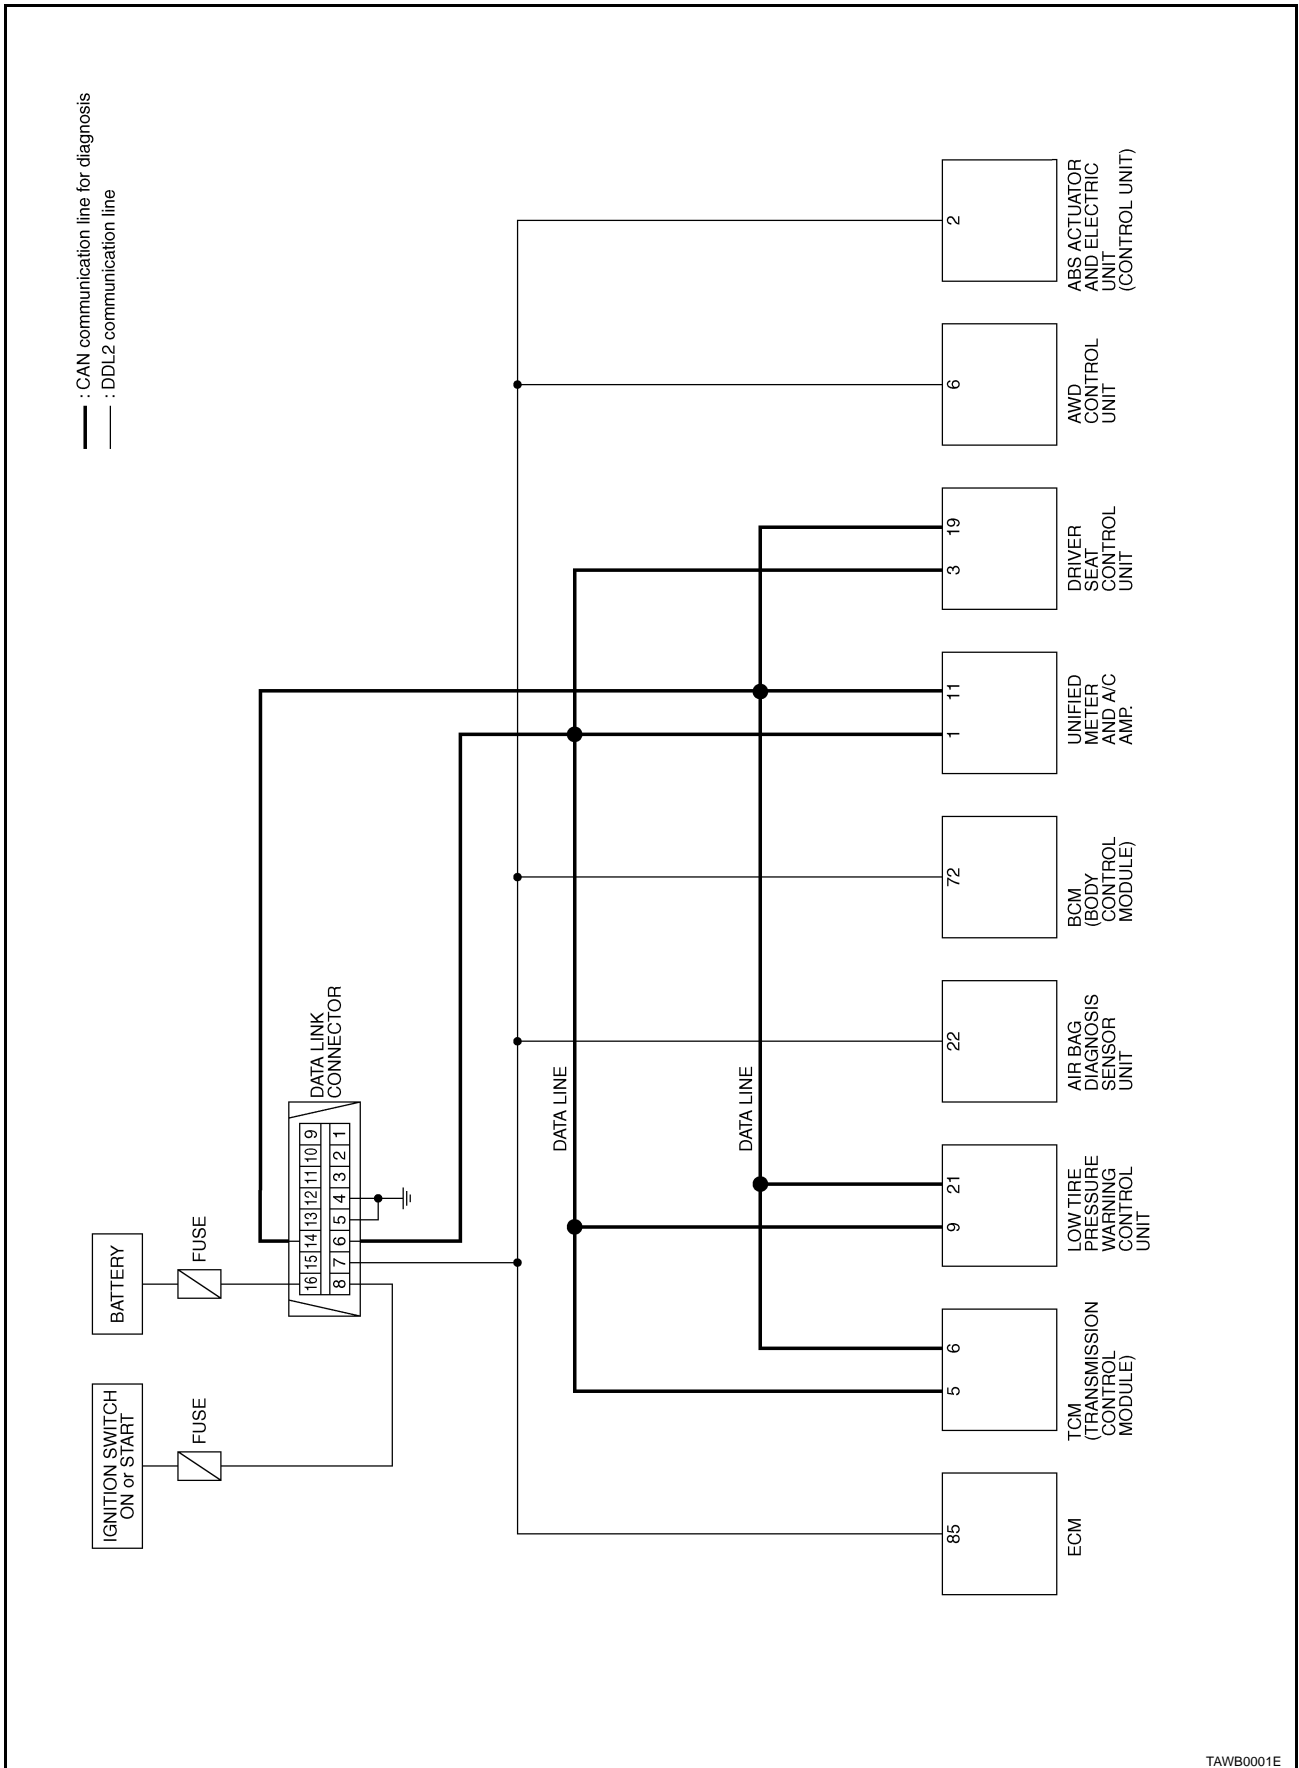 : CAN communication line for diagnosis
: DDL2 communication line
IGNITION SWITCH
ON or START
BATTERY
FUSE
FUSE
DATA LINK
CONNECTOR
16 15 14 13 12 11 10 9
8 7 6 5 4 3 2 1
DATA LINE
DATA LINE
85
5
6
9
21
22
72
1
11
3
19
6
2
ECM
TCM
(TRANSMISSION
CONTROL
MODULE)
LOW TIRE
PRESSURE
WARNING
CONTROL
UNIT
AIR BAG
DIAGNOSIS
SENSOR
UNIT
BCM
(BODY
CONTROL
MODULE)
UNIFIED
METER
AND A/C
AMP.
DRIVER
SEAT
CONTROL
UNIT
AWD
CONTROL
UNIT
ABS ACTUATOR
AND ELECTRIC
UNIT
(CONTROL UNIT)
TAWB0001E